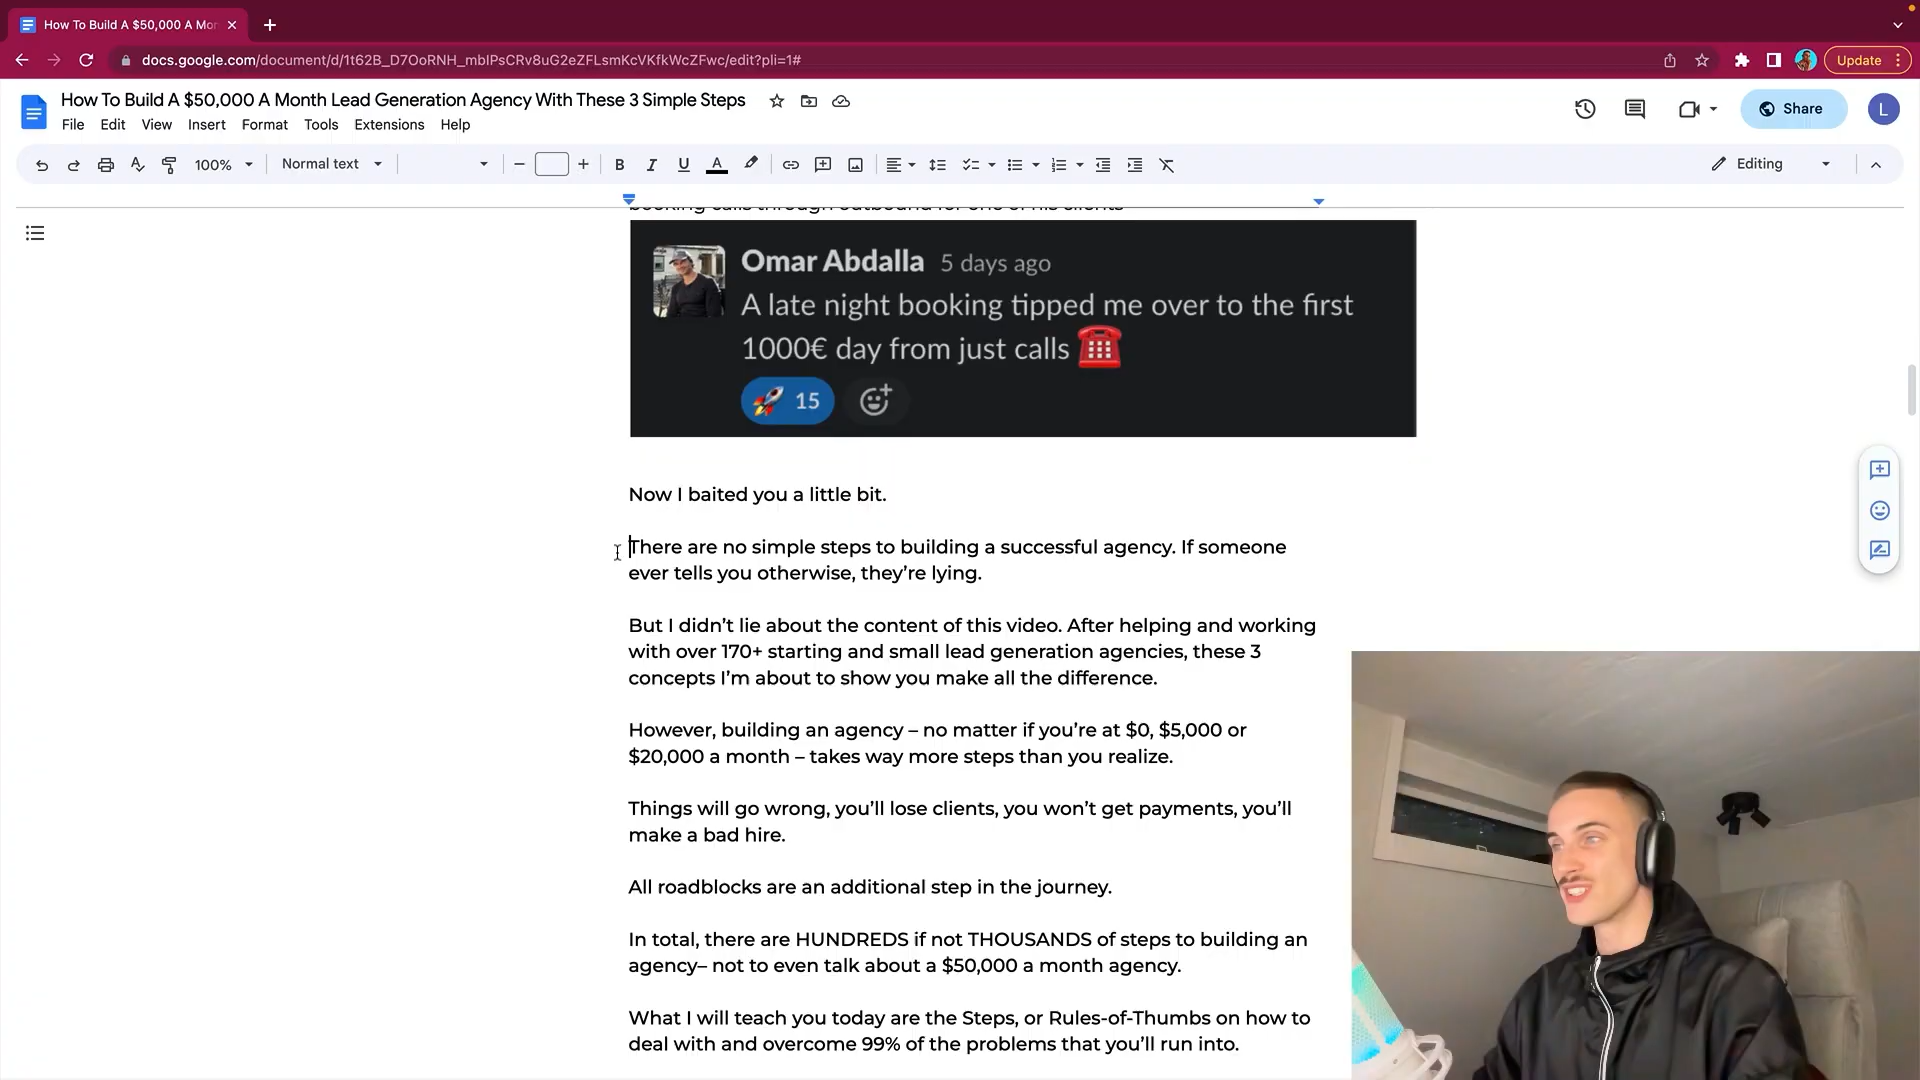 How To Build A $50,000 A Mon
docs.google.com/document/d/1t62B_D7OoRNH_mbIPsCRv8uG2eZFLsmKcVKfkWcZFwc/edit?pli=1#
Update
How To Build A $50,000 A Month Lead Generation Agency With These 3 Simple Steps
File Edit View Insert Format Tools Extensions Help
Share
L
100% Normal text
B I U A
Editing
booking calls through outbound for one of his clients
Omar Abdalla 5 days ago
A late night booking tipped me over to the first
1000€ day from just calls ☎️
🚀 15
Now I baited you a little bit.
There are no simple steps to building a successful agency. If someone
ever tells you otherwise, they’re lying.
But I didn’t lie about the content of this video. After helping and working
with over 170+ starting and small lead generation agencies, these 3
concepts I’m about to show you make all the difference.
However, building an agency – no matter if you’re at $0, $5,000 or
$20,000 a month – takes way more steps than you realize.
Things will go wrong, you’ll lose clients, you won’t get payments, you’ll
make a bad hire.
All roadblocks are an additional step in the journey.
In total, there are HUNDREDS if not THOUSANDS of steps to building an
agency– not to even talk about a $50,000 a month agency.
What I will teach you today are the Steps, or Rules-of-Thumbs on how to
deal with and overcome 99% of the problems that you’ll run into.